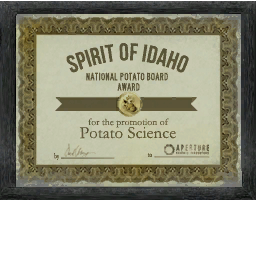 SPIRIT OF IDAHO
NATIONAL POTATO BOARD
AWARD
for the promotion of
Potato Science
by
to
APERTURE